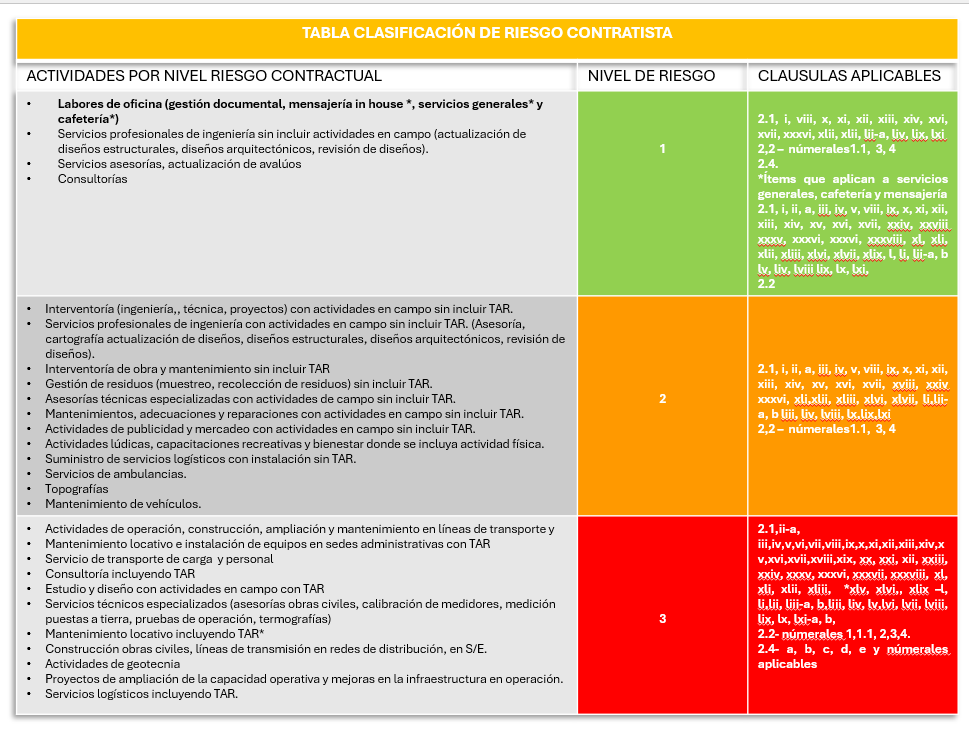 TABLA CLASIFICACIÓN DE RIESGO CONTRATISTA
ACTIVIDADES POR NIVEL RIESGO CONTRACTUAL
NIVEL DE RIESGO
CLAUSULAS APLICABLES
• Labores de oficina (gestión documental, mensajería in house *, servicios generales* y
cafetería*)
• Servicios profesionales de ingeniería sin incluir actividades en campo (actualización de
diseños estructurales, diseños arquitectónicos, revisión de diseños).
• Servicios asesorías, actualización de avalúos
• Consultorías
1
2.1, i, viii, x, xi, xii, xiii, xiv, xvi,
xvii, xxxvi, xlii, xlii, lii-a, liv, lix, lxi
2,2 – númerales1.1, 3, 4
2.4.
*Ítems que aplican a servicios
generales, cafetería y mensajería
2.1, i, ii, a, iii, iv, v, viii, ix, x, xi, xii,
xiii, xiv, xv, xvi, xvii, xxiv, xxviii
xxxv, xxxvi, xxxvi, xxxviii, xl, xli,
xlii, xliii, xlvi, xlvii, xlix, l, li, lii-a, b
lv, liv, lviii lix, lx, lxi,
2.2
• Interventoría (ingeniería,, técnica, proyectos) con actividades en campo sin incluir TAR.
• Servicios profesionales de ingeniería con actividades en campo sin incluir TAR. (Asesoría,
cartografía actualización de diseños, diseños estructurales, diseños arquitectónicos, revisión de
diseños).
• Interventoría de obra y mantenimiento sin incluir TAR
• Gestión de residuos (muestreo, recolección de residuos) sin incluir TAR.
• Asesorías técnicas especializadas con actividades de campo sin incluir TAR.
• Mantenimientos, adecuaciones y reparaciones con actividades en campo sin incluir TAR.
• Actividades de publicidad y mercadeo con actividades en campo sin incluir TAR.
• Actividades lúdicas, capacitaciones recreativas y bienestar donde se incluya actividad física.
• Suministro de servicios logísticos con instalación sin TAR.
• Servicios de ambulancias.
• Topografías
• Mantenimiento de vehículos.
2
2.1, i, ii, a, iii, iv, v, viii, ix, x, xi, xii,
xiii, xiv, xv, xvi, xvii, xviii, xxiv
xxxvi, xli,xlii, xliii, xlvi, xlvii, li,lii-
a, b liii, liv, lviii, lx.lix,lxi
2,2 – númerales1.1, 3, 4
• Actividades de operación, construcción, ampliación y mantenimiento en líneas de transporte y
• Mantenimiento locativo e instalación de equipos en sedes administrativas con TAR
• Servicio de transporte de carga y personal
• Consultoría incluyendo TAR
• Estudio y diseño con actividades en campo con TAR
• Servicios técnicos especializados (asesorías obras civiles, calibración de medidores, medición
puestas a tierra, pruebas de operación, termografías)
• Mantenimiento locativo incluyendo TAR*
• Construcción obras civiles, líneas de transmisión en redes de distribución, en S/E.
• Actividades de geotecnia
• Proyectos de ampliación de la capacidad operativa y mejoras en la infraestructura en operación.
• Servicios logísticos incluyendo TAR.
3
2.1,ii-a,
iii,iv,v,vi,vii,viii,ix,x,xi,xii,xiii,xiv,x
v,xvi,xvii,xviii,xix, xx, xxi, xii, xxiii,
xxiv, xxxv, xxxvi, xxxvii, xxxviii, xl,
xli, xlii, xliii, *xlv, xlvi,, xlix –l,
li,lii, liii-a, b,liii, liv, lv,lvi, lvii, lviii,
lix, lx, lxi-a, b,
2.2- númerales 1,1.1, 2,3,4.
2.4- a, b, c, d, e y númerales
aplicables